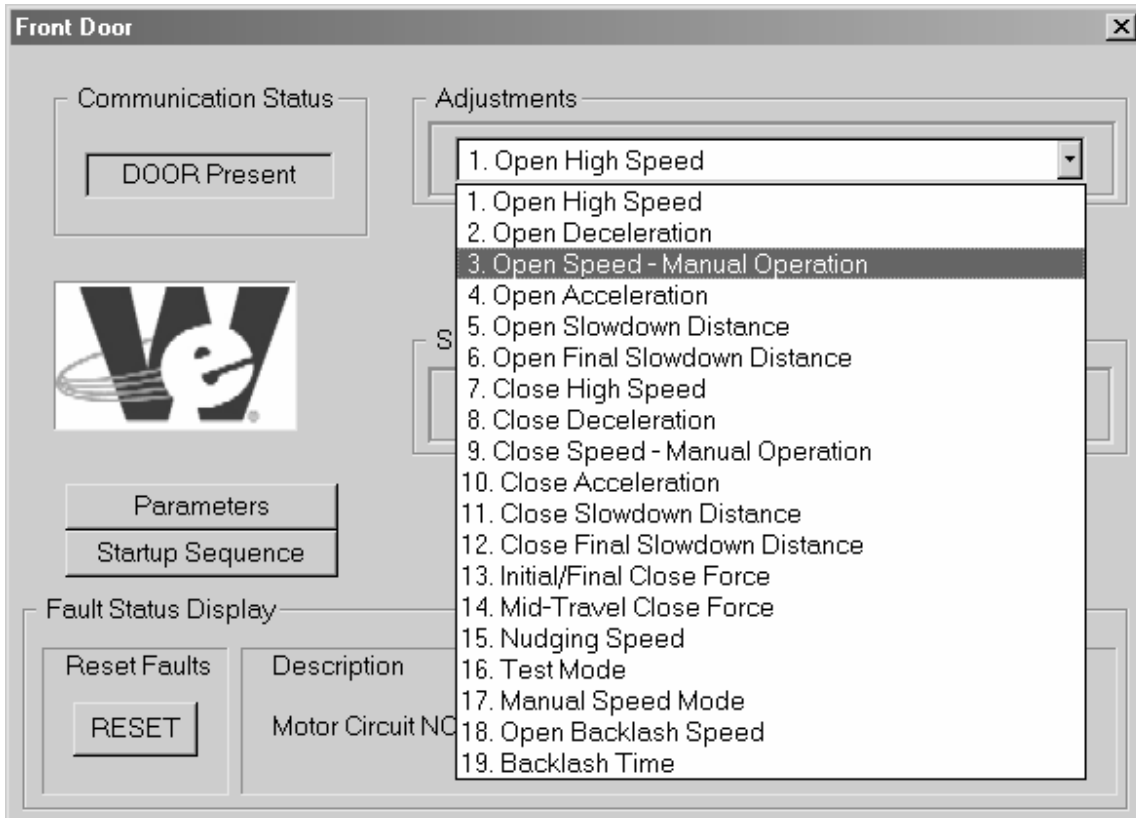 Front Door
Communication Status
DOOR Present
Adjustments
1. Open High Speed
1. Open High Speed
2. Open Deceleration
3. Open Speed - Manual Operation
4. Open Acceleration
5. Open Slowdown Distance
6. Open Final Slowdown Distance
7. Close High Speed
8. Close Deceleration
9. Close Speed - Manual Operation
10. Close Acceleration
11. Close Slowdown Distance
12. Close Final Slowdown Distance
13. Initial/Final Close Force
14. Mid-Travel Close Force
15. Nudging Speed
16. Test Mode
17. Manual Speed Mode
18. Open Backlash Speed
19. Backlash Time
We
Parameters
Startup Sequence
Fault Status Display
Reset Faults
RESET
Description
Motor Circuit